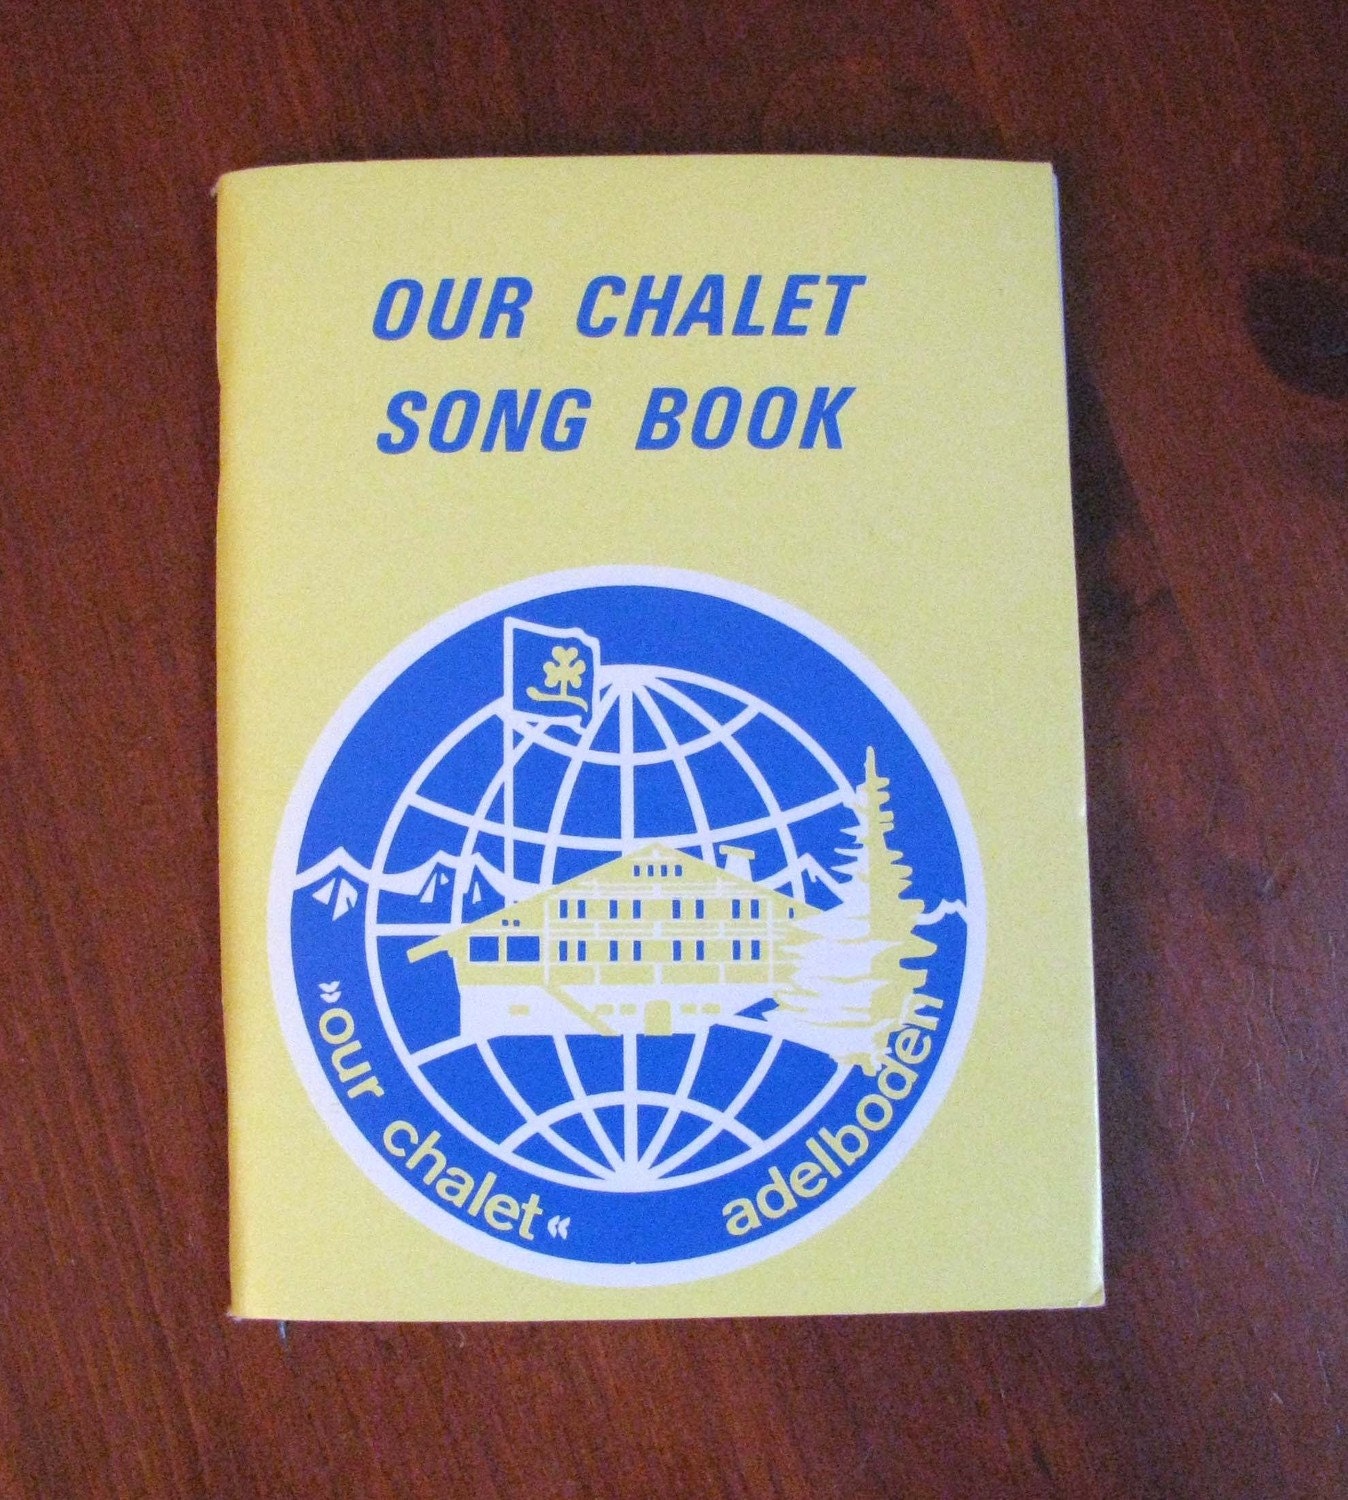 OUR CHALET
SONG BOOK
»our chalet«
adelboden